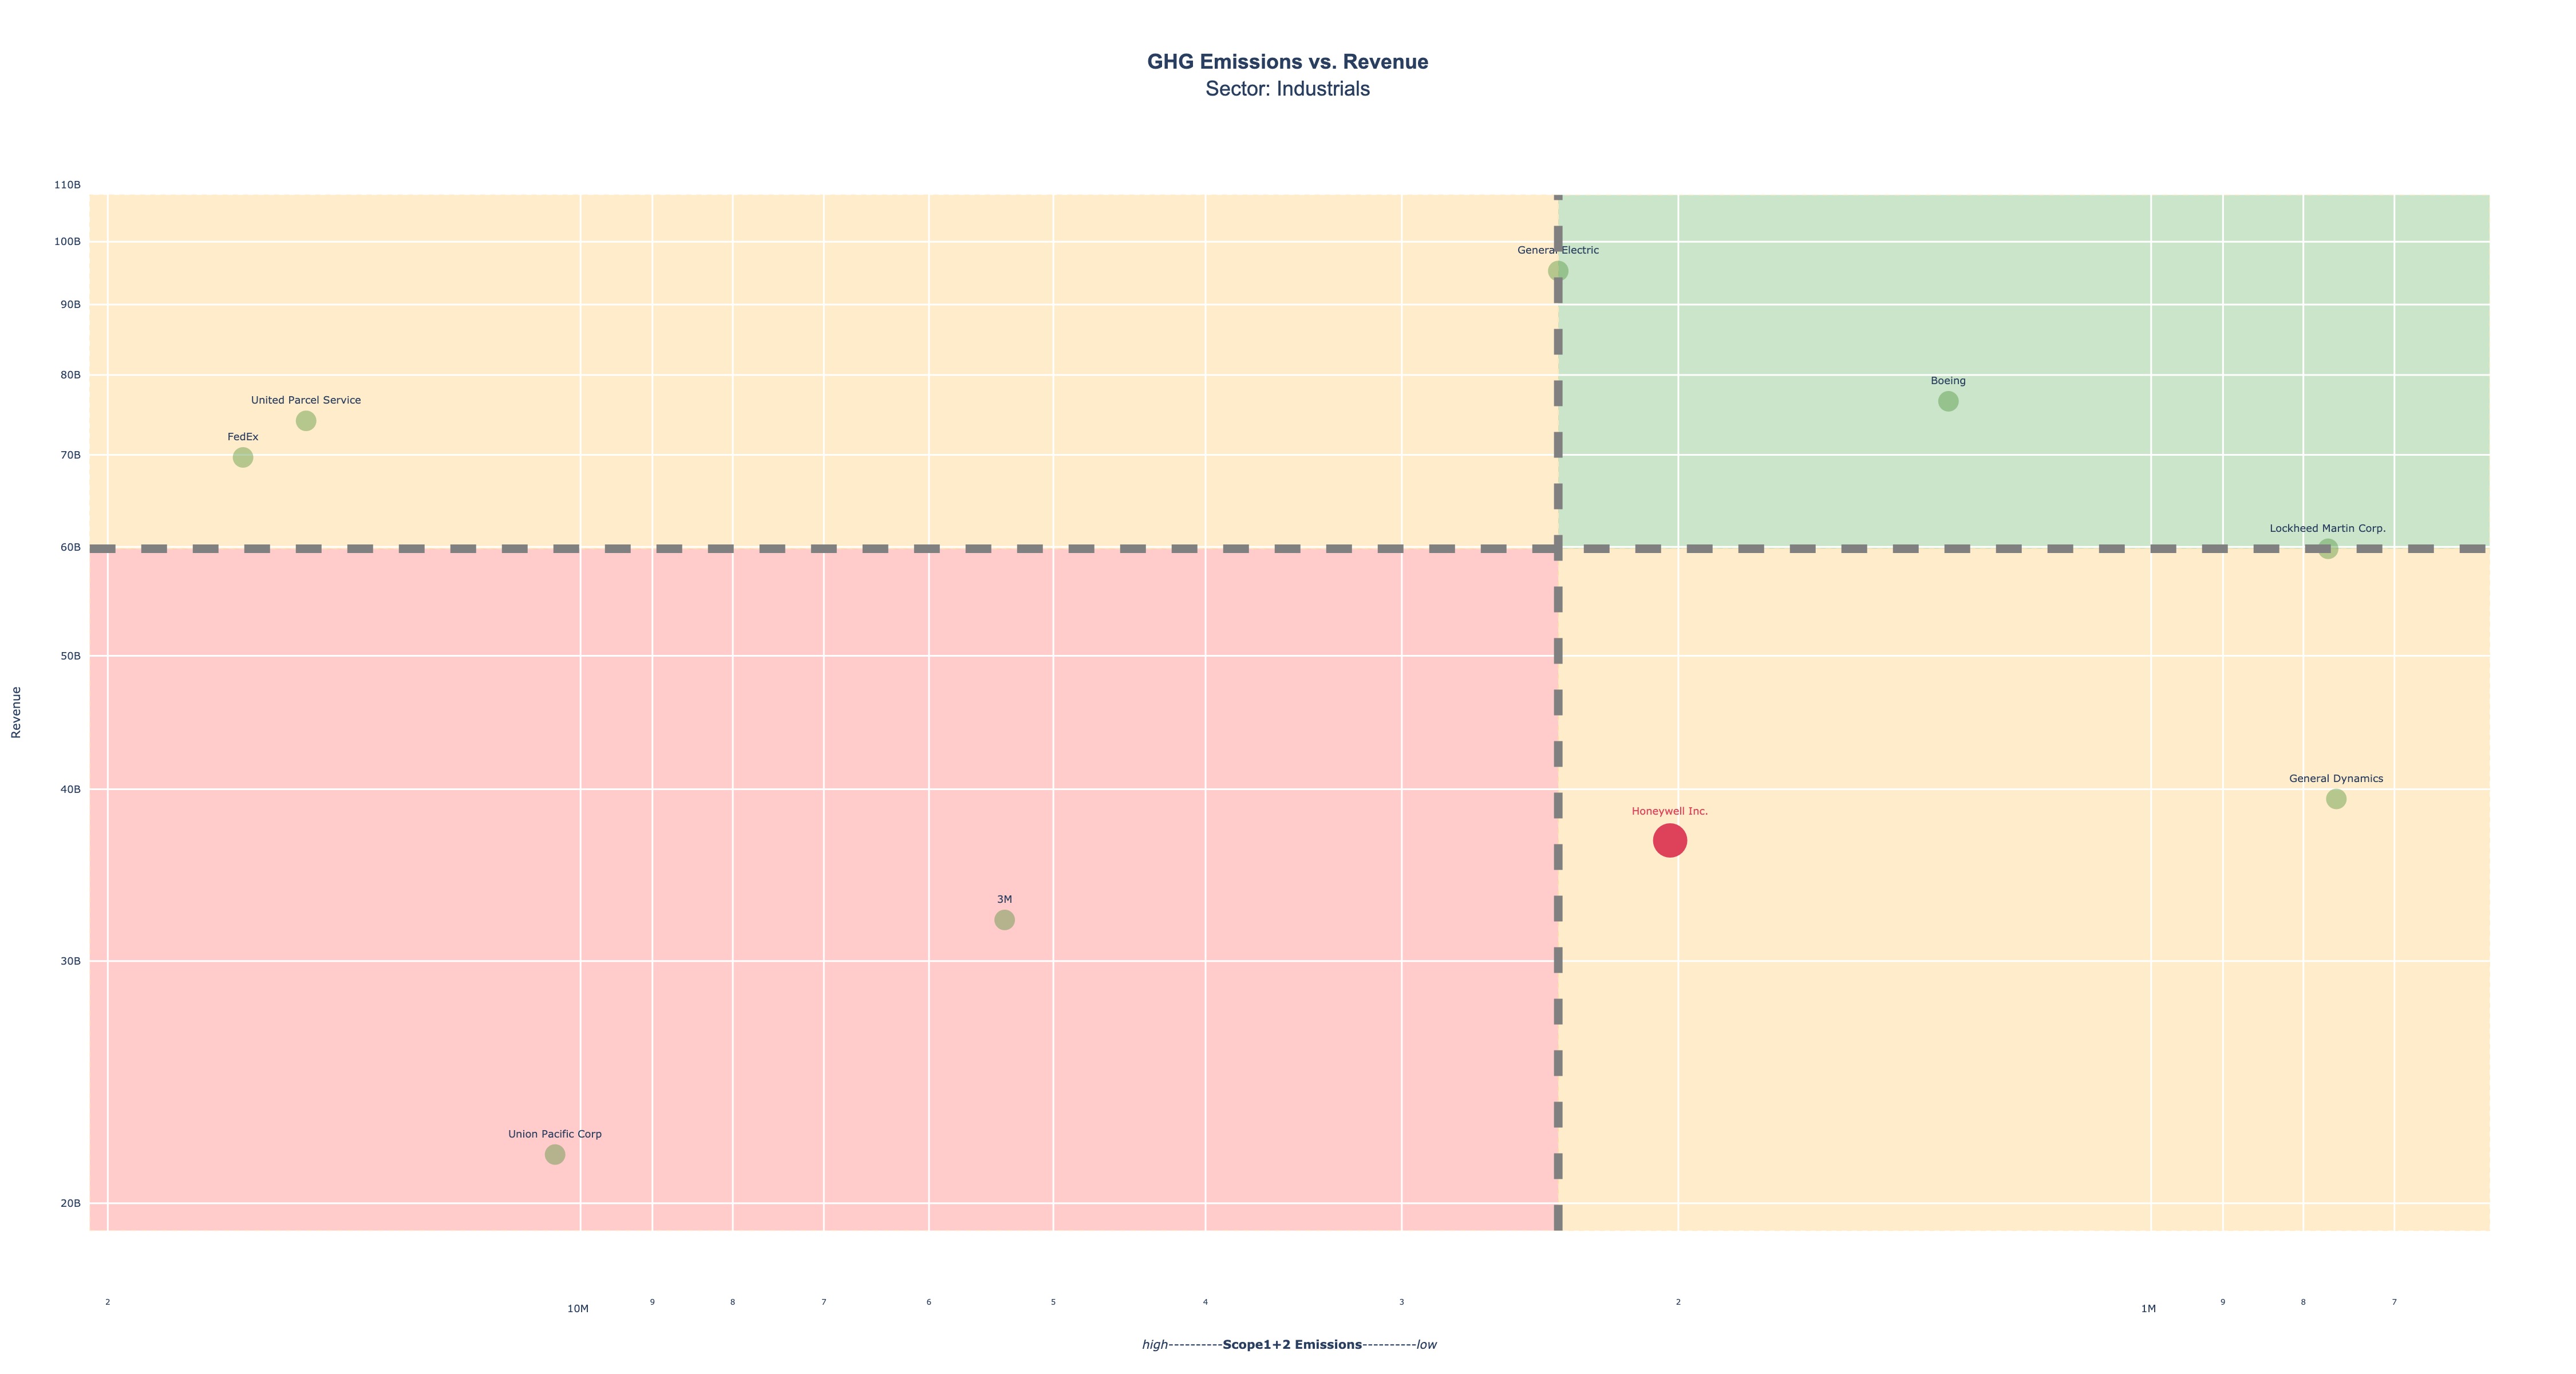 GHG Emissions vs. Revenue
Sector: Industrials
110B
100B
General Electric
90B
80B
Boeing
United Parcel Service
FedEx
70B
Lockheed Martin Corp.
60B
50B
Revenue
General Dynamics
40B
Honeywell Inc.
3M
30B
Union Pacific Corp
20B
2 10M 9 8 7 6 5 4 3 2 1M 9 8 7
high----------Scope1+2 Emissions----------low